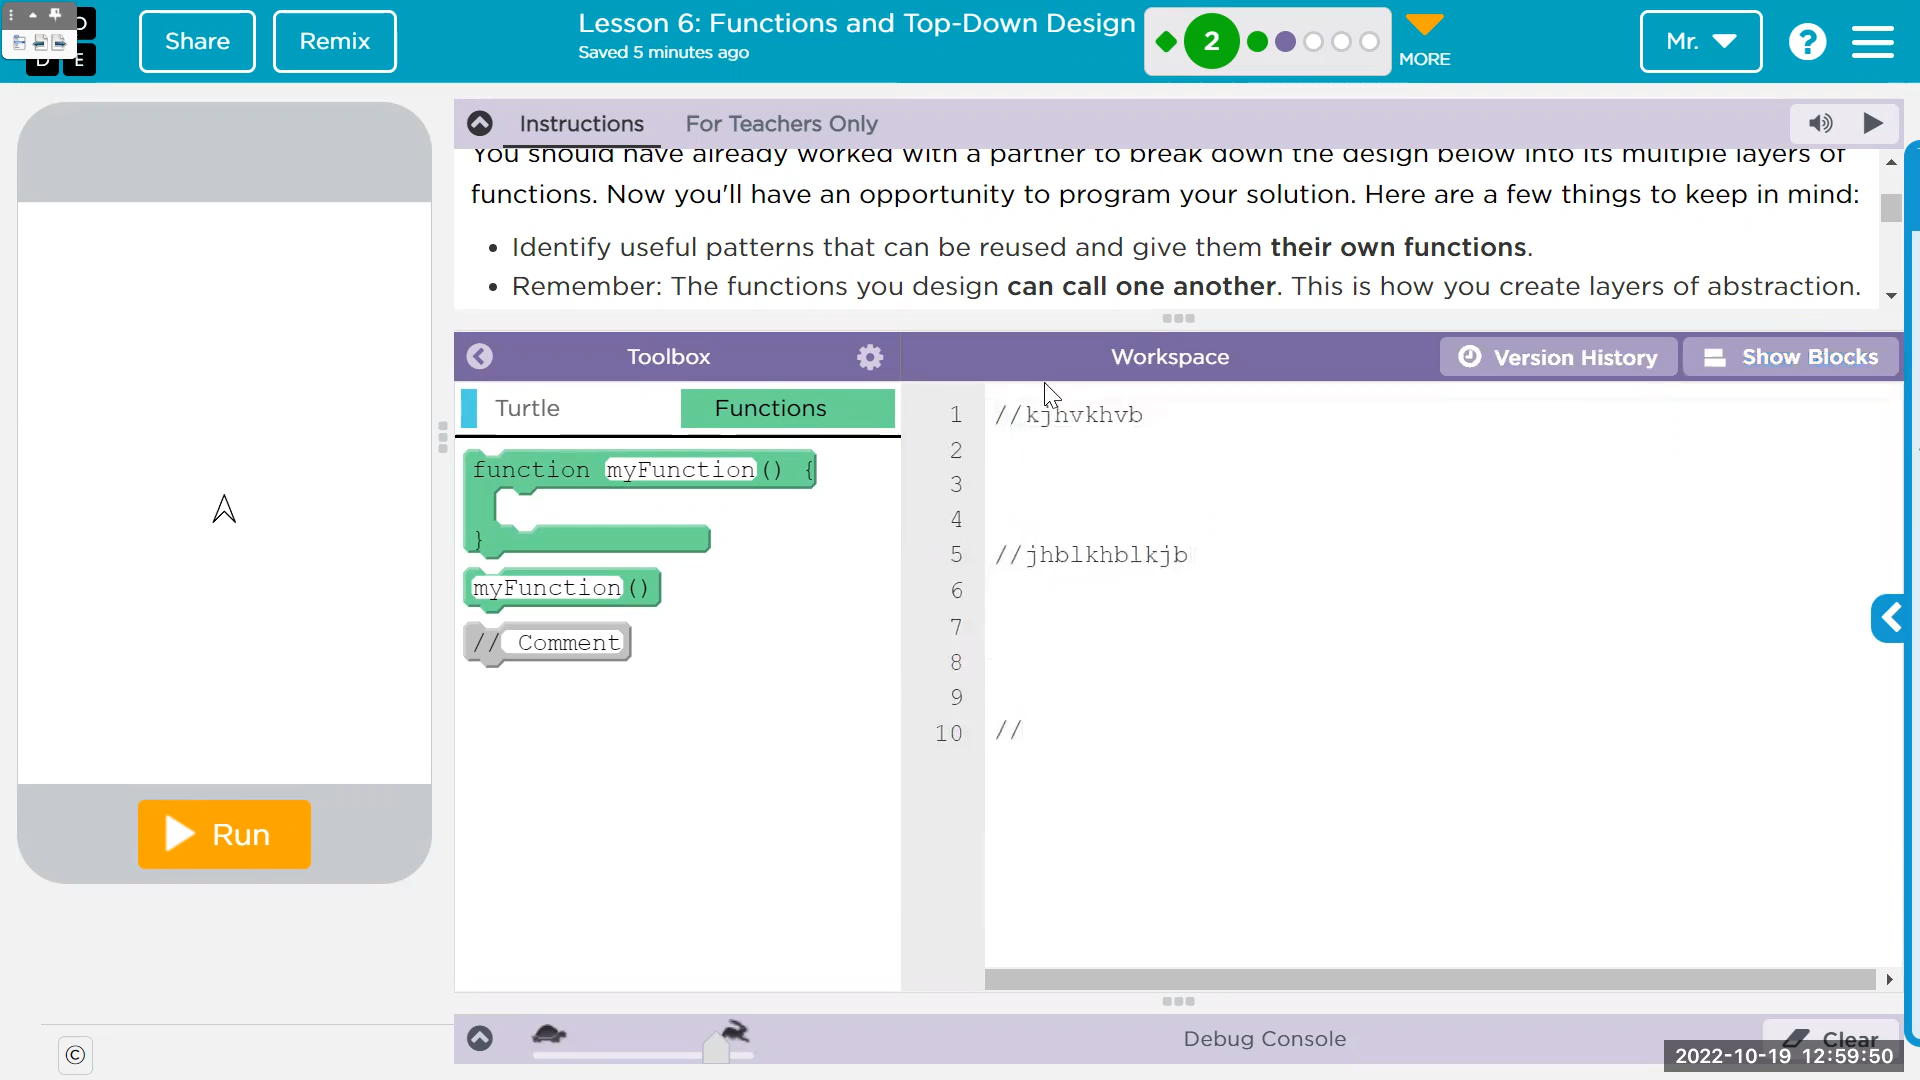 D
D E
Share
Remix
Lesson 6: Functions and Top-Down Design
Saved 5 minutes ago
2
MORE
Mr.
?
Instructions
For Teachers Only
You should have already worked with a partner to break down the design below into its multiple layers of
functions. Now you'll have an opportunity to program your solution. Here are a few things to keep in mind:
• Identify useful patterns that can be reused and give them their own functions.
• Remember: The functions you design can call one another. This is how you create layers of abstraction.
Toolbox
Workspace
Version History
Show Blocks
Turtle
Functions
function myFunction() {
}
myFunction()
// Comment
1 //kjhvkhvb
2
3
4
5 //jhblkhblkjb
6
7
8
9
10 //
Run
©
Debug Console
Clear
2022-10-19 12:59:50